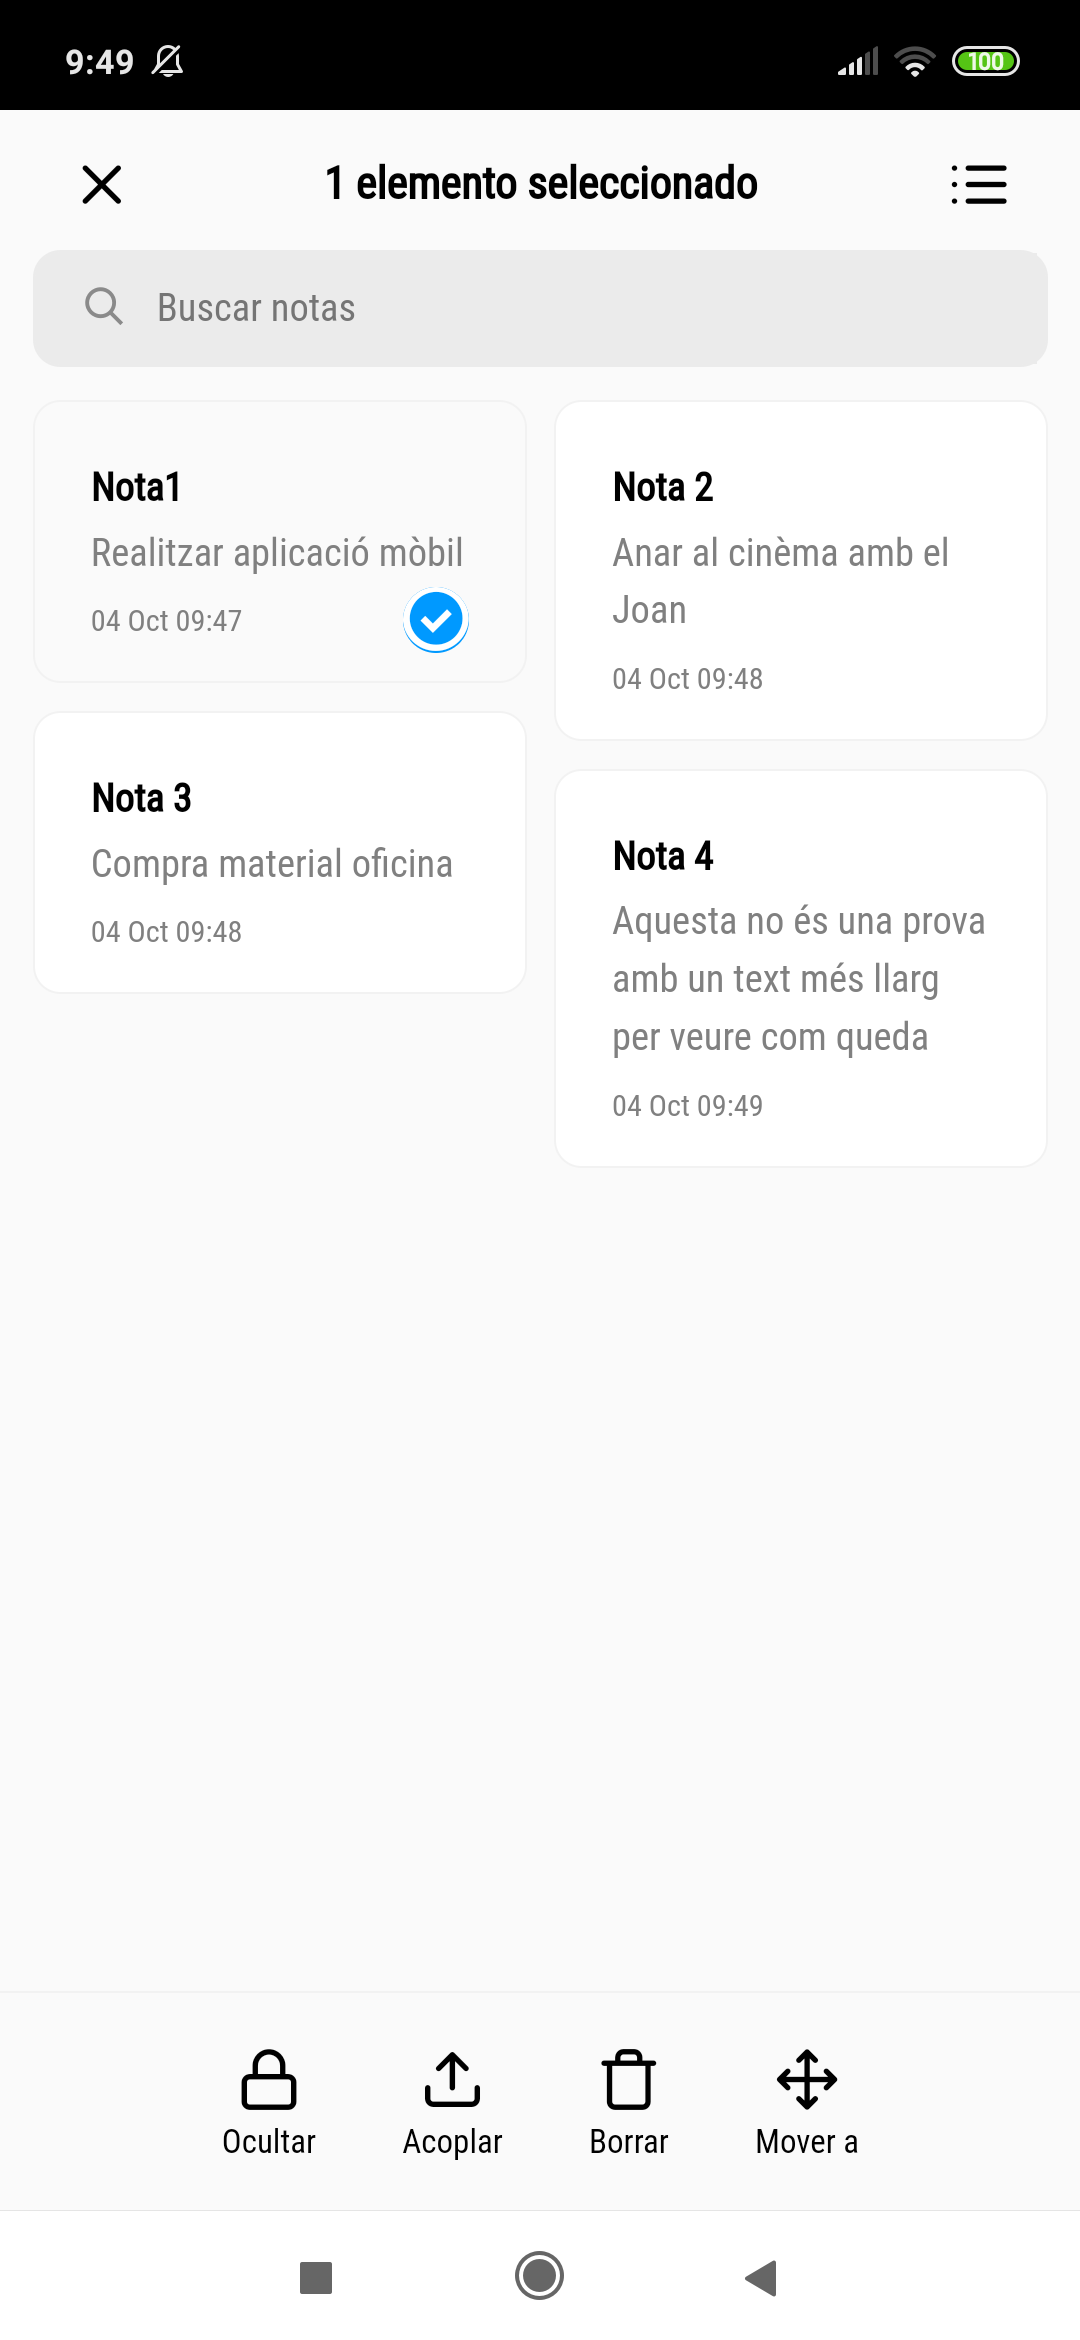 9:49
100
1 elemento seleccionado
Buscar notas
Nota1
Realitzar aplicació mòbil
04 Oct 09:47
Nota 2
Anar al cinèma amb el
Joan
04 Oct 09:48
Nota 3
Compra material oficina
04 Oct 09:48
Nota 4
Aquesta no és una prova
amb un text més llarg
per veure com queda
04 Oct 09:49
Ocultar
Acoplar
Borrar
Mover a